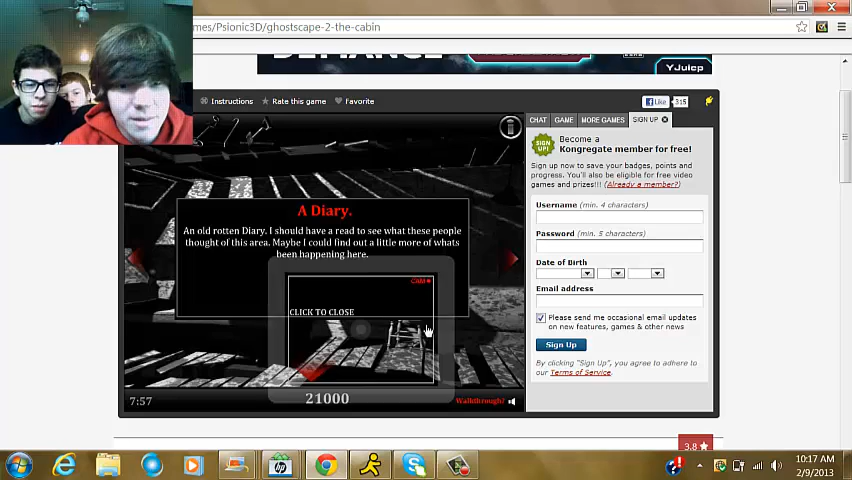 ames/Psionic3D/ghostscape-2-the-cabin
YJuiep
Instructions
Rate this game
Favorite
Like
315
CHAT
GAME
MORE GAMES
SIGN UP
SIGN UP!
Become a
Kongregate member for free!
Sign up now to save your badges, points and
progress. You'll also be eligible for free video
games and prizes!!! (Already a member?)
Username (min. 4 characters)
Password (min. 5 characters)
Date of Birth
Email address
Please send me occasional email updates
on new features, games & other news
Sign Up
By clicking "Sign Up", you agree to adhere to
our Terms of Service.
A Diary.
An old rotten Diary. I should have a read to see what these people
thought of this area. Maybe I could find out a little more of whats
been happening here.
CAM
CLICK TO CLOSE
7:57
21000
Walkthrough?
3.8
10:17 AM
2/9/2013